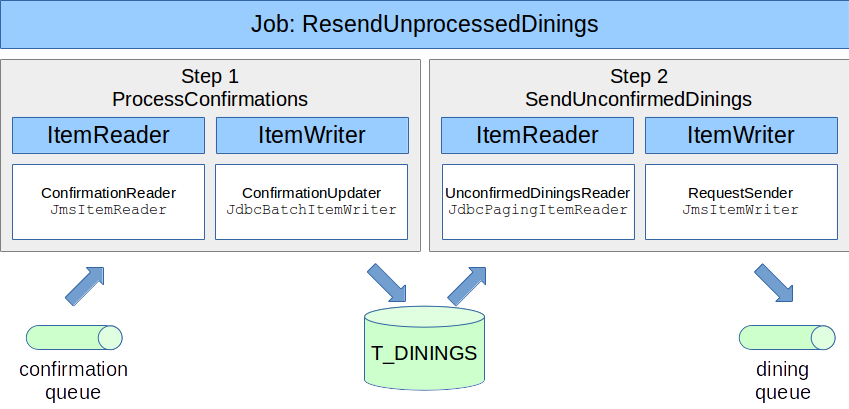 Job: ResendUnprocessedDinings
Step 1
ProcessConfirmations
ItemReader
ItemWriter
ConfirmationReader
JmsItemReader
ConfirmationUpdater
JdbcBatchItemWriter
Step 2
SendUnconfirmedDinings
ItemReader
ItemWriter
UnconfirmedDiningsReader
JdbcPagingItemReader
RequestSender
JmsItemWriter
confirmation
queue
T_DININGS
dining
queue